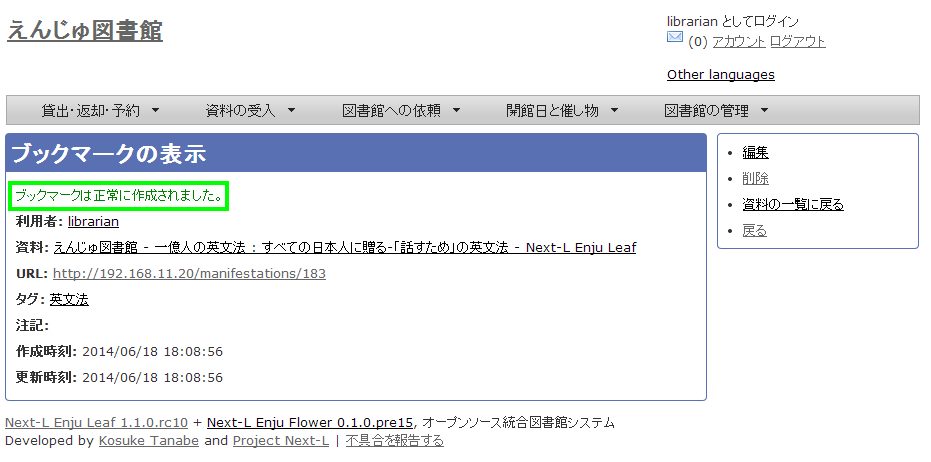 えんじゅ図書館
librarian としてログイン
(0) アカウント ログアウト
Other languages
貸出・返却・予約 ▼ 資料の受入 ▼ 図書館への依頼 ▼ 開館日と催し物 ▼ 図書館の管理 ▼
ブックマークの表示
ブックマークは正常に作成されました。
利用者: librarian
資料: えんじゅ図書館 - 一億人の英文法 : すべての日本人に贈る-「話すため」の英文法 - Next-L Enju Leaf
URL: http://192.168.11.20/manifestations/183
タグ: 英文法
注記:
作成時刻: 2014/06/18 18:08:56
更新時刻: 2014/06/18 18:08:56
• 編集
• 削除
• 資料の一覧に戻る
• 戻る
Next-L Enju Leaf 1.1.0.rc10 + Next-L Enju Flower 0.1.0.pre15, オープンソース統合図書館システム
Developed by Kosuke Tanabe and Project Next-L | 不具合を報告する